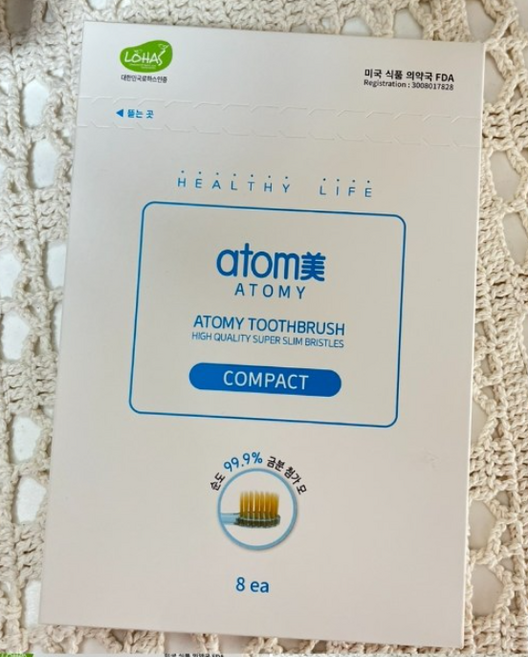 LOHAS
대한민국로하스인증
미국 식품 의약국 FDA
Registration : 3008017828
◀ 뜯는 곳
HEALTHY LIFE
atom美
ATOMY
ATOMY TOOTHBRUSH
HIGH QUALITY SUPER SLIM BRISTLES
COMPACT
순도 99.9% 금분 첨가 모
8 ea